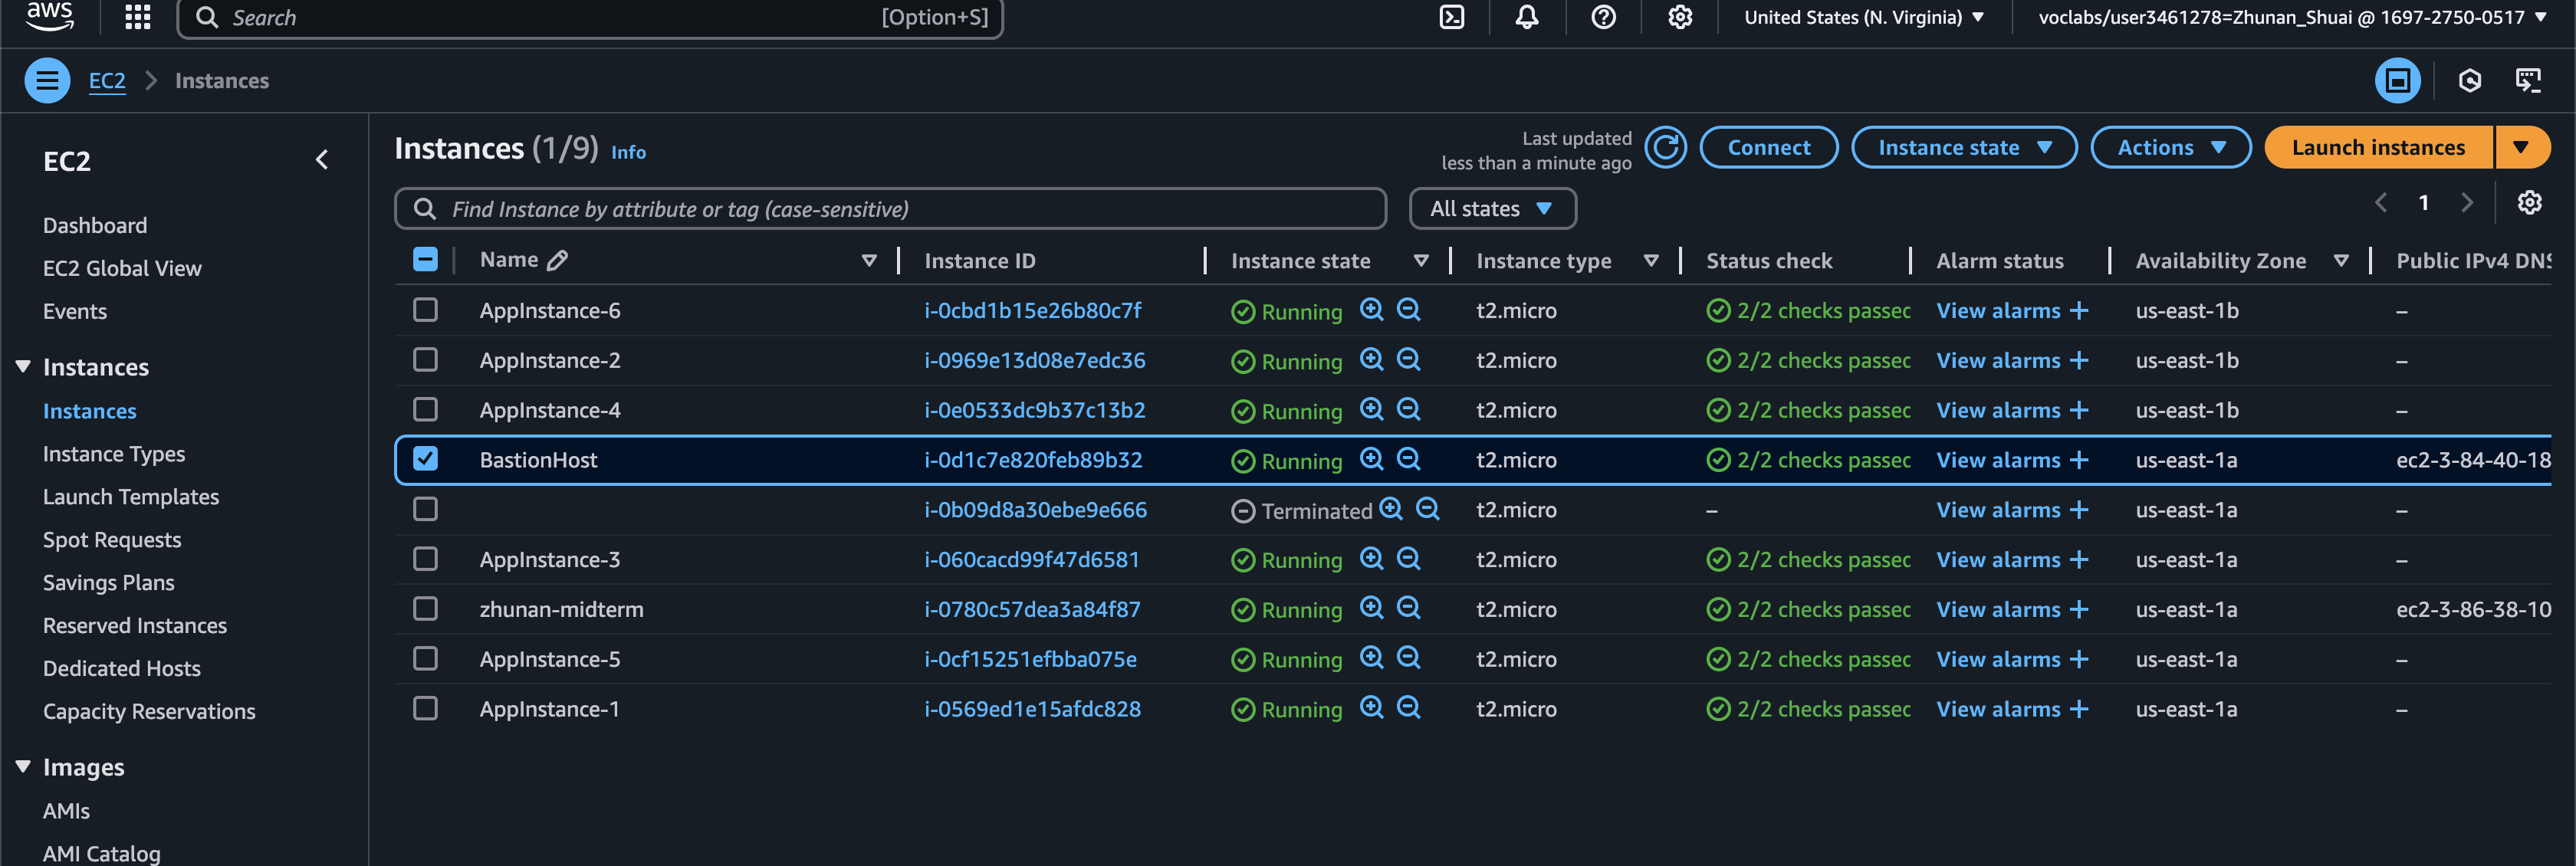 aws
Search [Option+S]
United States (N. Virginia)
voclabs/user3461278=Zhunan_Shuai @ 1697-2750-0517
EC2 Instances
EC2
Dashboard
EC2 Global View
Events
Instances
Instances
Instance Types
Launch Templates
Spot Requests
Savings Plans
Reserved Instances
Dedicated Hosts
Capacity Reservations
Images
AMIs
AMI Catalog
Instances (1/9) Info
Last updated
less than a minute ago
Connect
Instance state
Actions
Launch instances
Find Instance by attribute or tag (case-sensitive)
All states
1
Name Instance ID Instance state Instance type Status check Alarm status Availability Zone Public IPv4 DNS
AppInstance-6 i-0cbd1b15e26b80c7f Running t2.micro 2/2 checks passec View alarms + us-east-1b –
AppInstance-2 i-0969e13d08e7edc36 Running t2.micro 2/2 checks passec View alarms + us-east-1b –
AppInstance-4 i-0e0533dc9b37c13b2 Running t2.micro 2/2 checks passec View alarms + us-east-1b –
BastionHost i-0d1c7e820feb89b32 Running t2.micro 2/2 checks passec View alarms + us-east-1a ec2-3-84-40-18
i-0b09d8a30ebe9e666 Terminated t2.micro – View alarms + us-east-1a –
AppInstance-3 i-060cacd99f47d6581 Running t2.micro 2/2 checks passec View alarms + us-east-1a –
zhunan-midterm i-0780c57dea3a84f87 Running t2.micro 2/2 checks passec View alarms + us-east-1a ec2-3-86-38-10
AppInstance-5 i-0cf15251efbba075e Running t2.micro 2/2 checks passec View alarms + us-east-1a –
AppInstance-1 i-0569ed1e15afdc828 Running t2.micro 2/2 checks passec View alarms + us-east-1a –